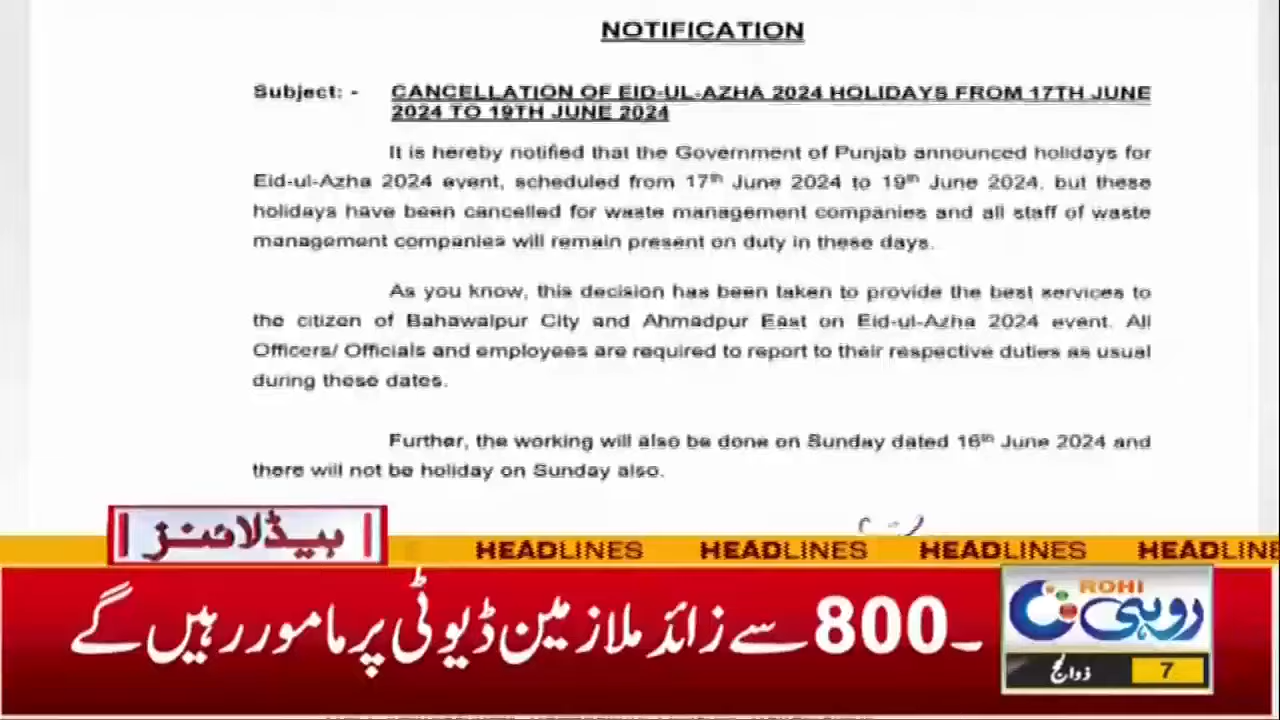 NOTIFICATION
Subject: - CANCELLATION OF EID-UL-AZHA 2024 HOLIDAYS FROM 17TH JUNE
2024 TO 19TH JUNE 2024
It is hereby notified that the Government of Punjab announced holidays for
Eid-ul-Azha 2024 event, scheduled from 17th June 2024 to 19th June 2024, but these
holidays have been cancelled for waste management companies and all staff of waste
management companies will remain present on duty in these days.
As you know, this decision has been taken to provide the best services to
the citizen of Bahawalpur City and Ahmadpur East on Eid-ul-Azha 2024 event. All
Officers/ Officials and employees are required to report to their respective duties as usual
during these dates.
Further, the working will also be done on Sunday dated 16th June 2024 and
there will not be holiday on Sunday also.
ہیڈلائنز
HEADLINES HEADLINES HEADLINES HEADLINE
۔800 سے زائد ملازمین ڈیوٹی پر مامور رہیں گے
ROHI
روہی
ذوالحج 7